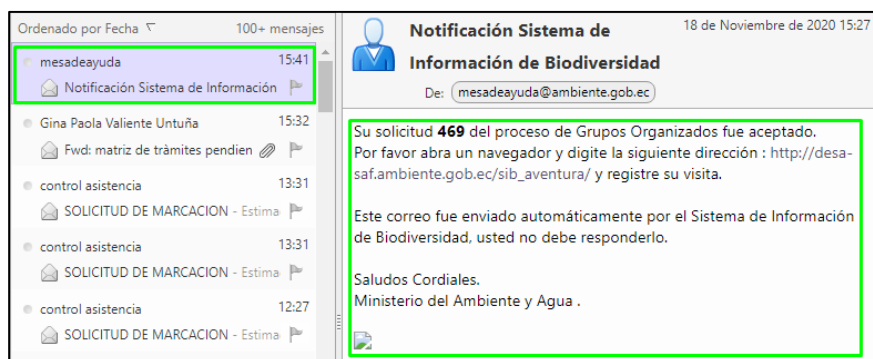 Ordenado por Fecha 100+ mensajes
mesadeayuda 15:41
Notificación Sistema de Información
Gina Paola Valiente Untuña 15:32
Fwd: matriz de tràmites pendien
control asistencia 13:31
SOLICITUD DE MARCACION - Estima
control asistencia 13:31
SOLICITUD DE MARCACION - Estima
control asistencia 12:27
SOLICITUD DE MARCACION - Estima
Notificación Sistema de 18 de Noviembre de 2020 15:27
Información de Biodiversidad
De: mesadeayuda@ambiente.gob.ec
Su solicitud 469 del proceso de Grupos Organizados fue aceptado.
Por favor abra un navegador y digite la siguiente dirección : http://desa-
saf.ambiente.gob.ec/sib_aventura/ y registre su visita.
Este correo fue enviado automáticamente por el Sistema de Información
de Biodiversidad, usted no debe responderlo.
Saludos Cordiales.
Ministerio del Ambiente y Agua .